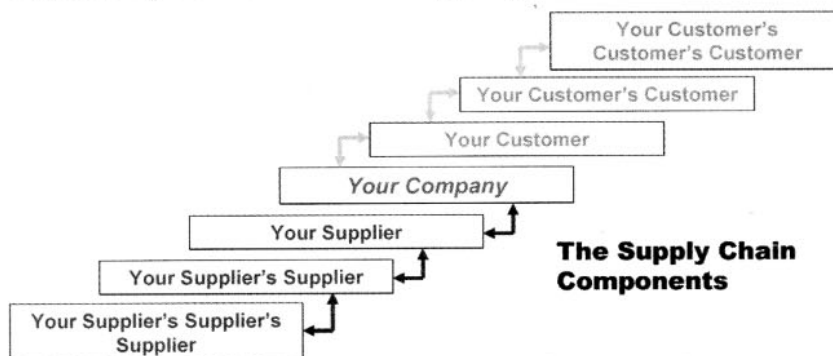 Your Customer's
Customer's Customer
Your Customer's Customer
Your Customer
Your Company
Your Supplier
The Supply Chain
Components
Your Supplier's Supplier
Your Supplier's Supplier's
Supplier